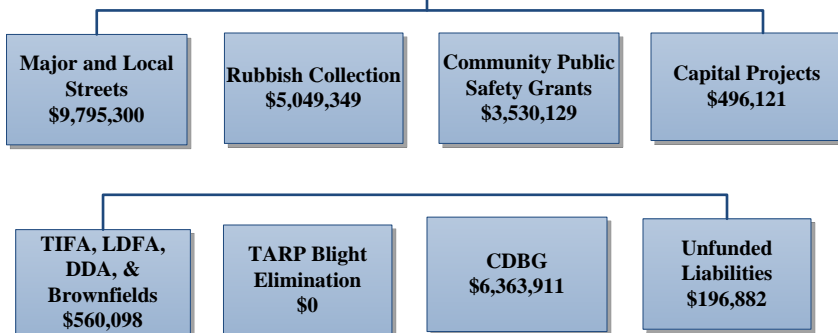 Major and Local
Streets
$9,795,300
Rubbish Collection
$5,049,349
Community Public
Safety Grants
$3,530,129
Capital Projects
$496,121
TIFA, LDFA,
DDA, &
Brownfields
$560,098
TARP Blight
Elimination
$0
CDBG
$6,363,911
Unfunded
Liabilities
$196,882